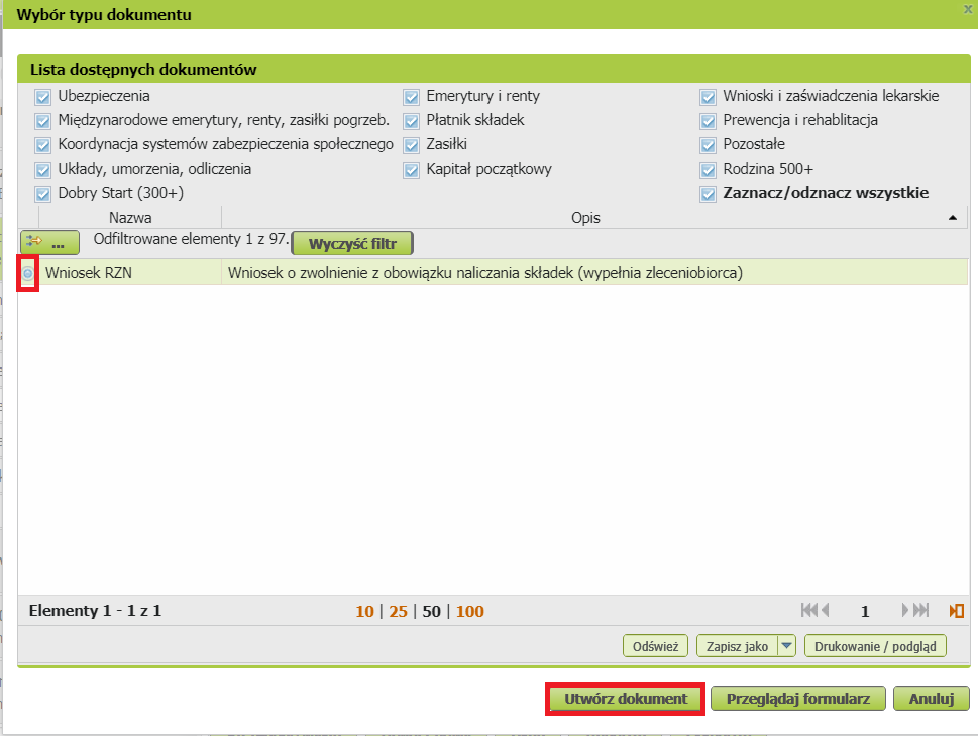 Wybór typu dokumentu
Lista dostępnych dokumentów
Ubezpieczenia Emerytury i renty Wnioski i zaświadczenia lekarskie
Międzynarodowe emerytury, renty, zasiłki pogrzeb. Płatnik składek Prewencja i rehablitacja
Koordynacja systemów zabezpieczenia społecznego Zasiłki Pozostałe
Układy, umorzenia, odliczenia Kapitał początkowy Rodzina 500+
Dobry Start (300+) Zaznacz/odznacz wszystkie
Nazwa Opis
... Odfiltrowane elementy 1 z 97. Wyczyść filtr
Wniosek RZN Wniosek o zwolnienie z obowiązku naliczania składek (wypełnia zleceniobiorca)
Elementy 1 - 1 z 1 10 | 25 | 50 | 100 1
Odśwież Zapisz jako Drukowanie / podgląd
Utwórz dokument Przeglądaj formularz Anuluj